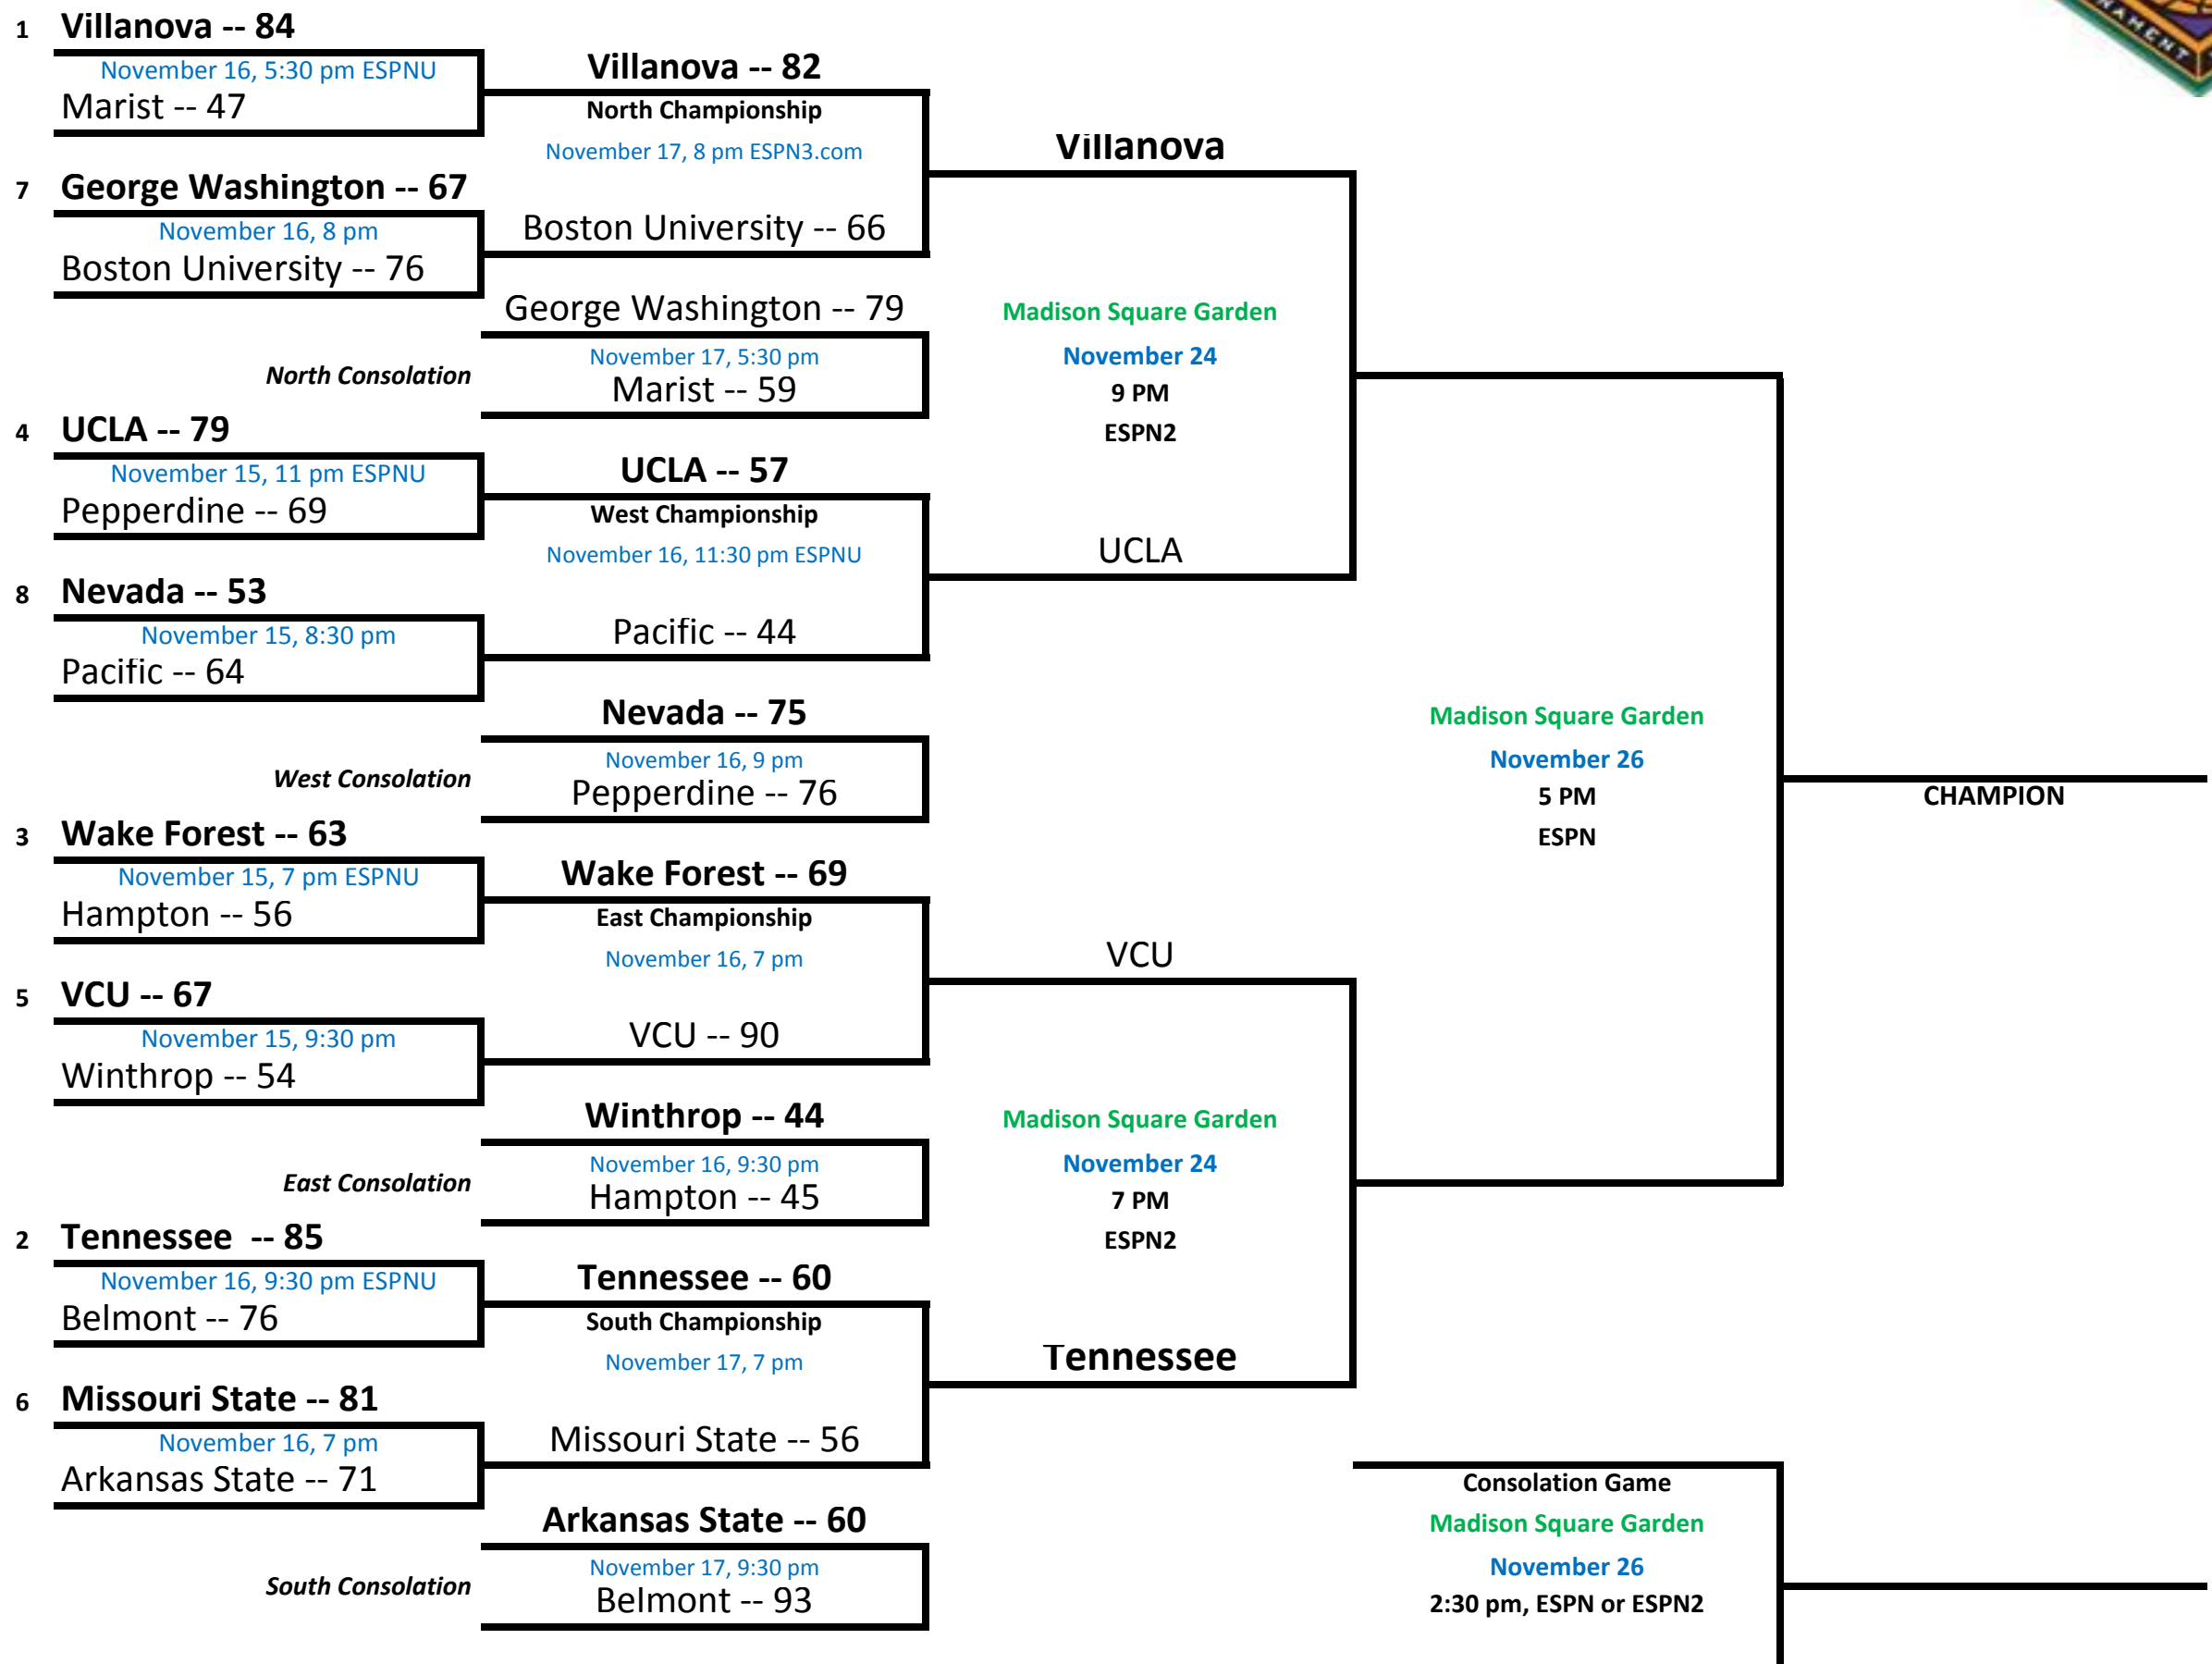 NAMENT
1 Villanova -- 84
November 16, 5:30 pm ESPNU
Marist -- 47
7 George Washington -- 67
November 16, 8 pm
Boston University -- 76
Villanova -- 82
North Championship
November 17, 8 pm ESPN3.com
Boston University -- 66
George Washington -- 79
November 17, 5:30 pm
Marist -- 59
North Consolation
4 UCLA -- 79
November 15, 11 pm ESPNU
Pepperdine -- 69
8 Nevada -- 53
November 15, 8:30 pm
Pacific -- 64
UCLA -- 57
West Championship
November 16, 11:30 pm ESPNU
Pacific -- 44
Nevada -- 75
November 16, 9 pm
Pepperdine -- 76
West Consolation
3 Wake Forest -- 63
November 15, 7 pm ESPNU
Hampton -- 56
5 VCU -- 67
November 15, 9:30 pm
Winthrop -- 54
Wake Forest -- 69
East Championship
November 16, 7 pm
VCU -- 90
Winthrop -- 44
November 16, 9:30 pm
Hampton -- 45
East Consolation
2 Tennessee -- 85
November 16, 9:30 pm ESPNU
Belmont -- 76
6 Missouri State -- 81
November 16, 7 pm
Arkansas State -- 71
Tennessee -- 60
South Championship
November 17, 7 pm
Missouri State -- 56
Arkansas State -- 60
November 17, 9:30 pm
Belmont -- 93
South Consolation
Villanova
Madison Square Garden
November 24
9 PM
ESPN2
UCLA
VCU
Madison Square Garden
November 24
7 PM
ESPN2
Tennessee
Madison Square Garden
November 26
5 PM
ESPN
CHAMPION
Consolation Game
Madison Square Garden
November 26
2:30 pm, ESPN or ESPN2